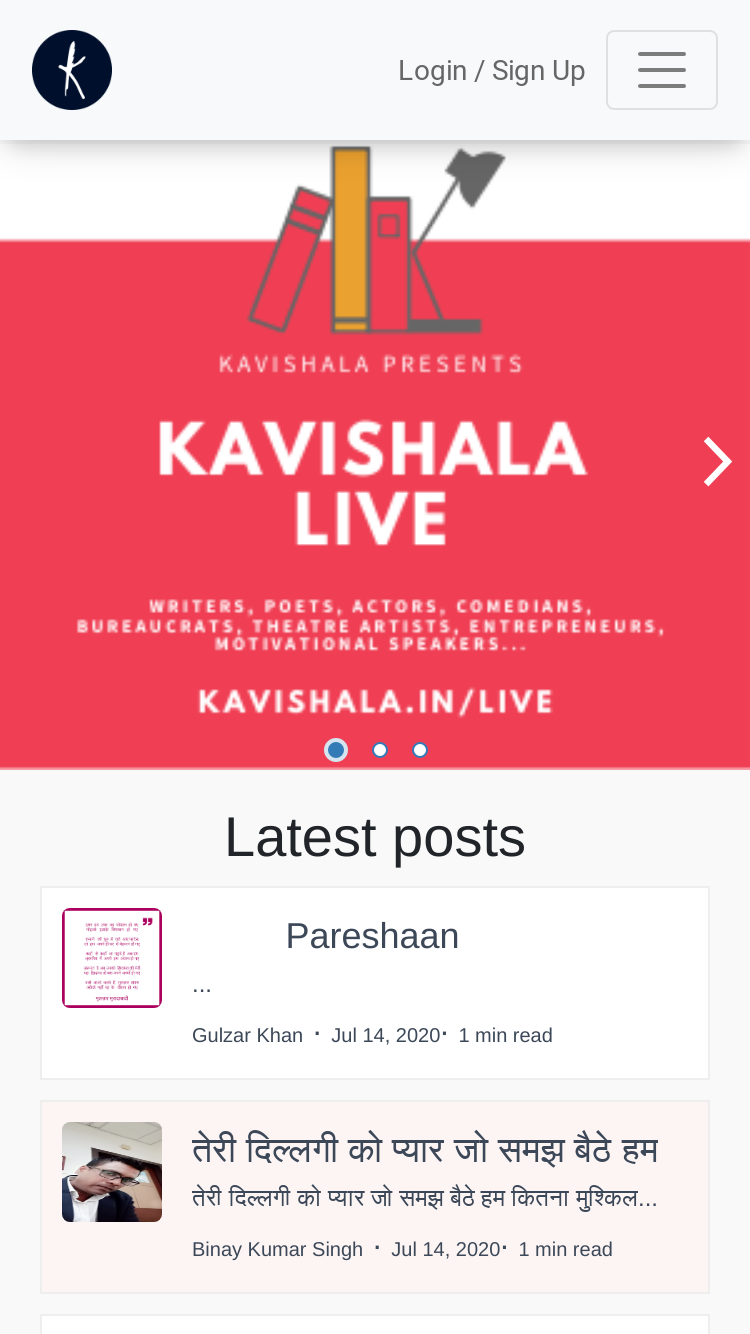 Login / Sign Up
KAVISHALA PRESENTS
KAVISHALA
LIVE
WRITERS, POETS, ACTORS, COMEDIANS,
BUREAUCRATS, THEATRE ARTISTS, ENTREPRENEURS,
MOTIVATIONAL SPEAKERS...
KAVISHALA.IN/LIVE
Latest posts
Pareshaan
...
Gulzar Khan · Jul 14, 2020· 1 min read
तेरी दिल्लगी को प्यार जो समझ बैठे हम
तेरी दिल्लगी को प्यार जो समझ बैठे हम कितना मुश्किल...
Binay Kumar Singh · Jul 14, 2020· 1 min read